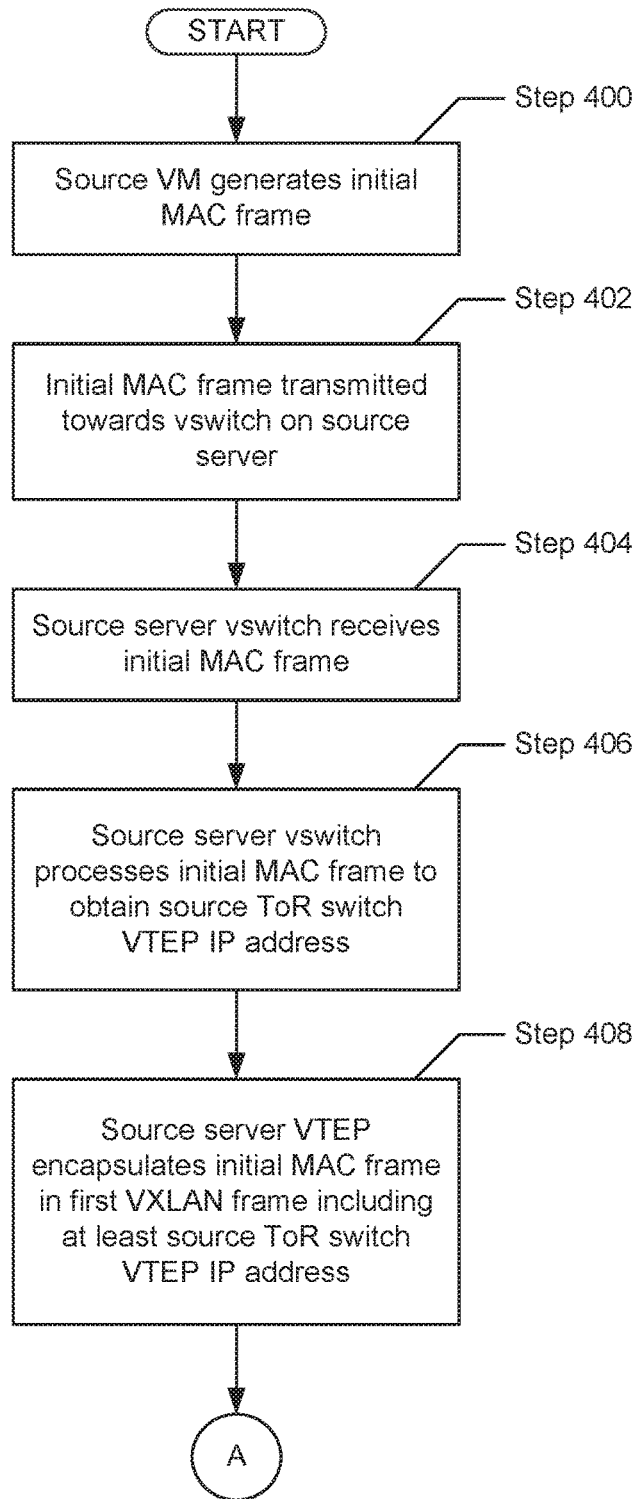 START
Step 400
Source VM generates initial
MAC frame
Step 402
Initial MAC frame transmitted
towards vswitch on source
server
Step 404
Source server vswitch receives
initial MAC frame
Step 406
Source server vswitch
processes initial MAC frame to
obtain source ToR switch
VTEP IP address
Step 408
Source server VTEP
encapsulates initial MAC frame
in first VXLAN frame including
at least source ToR switch
VTEP IP address
A